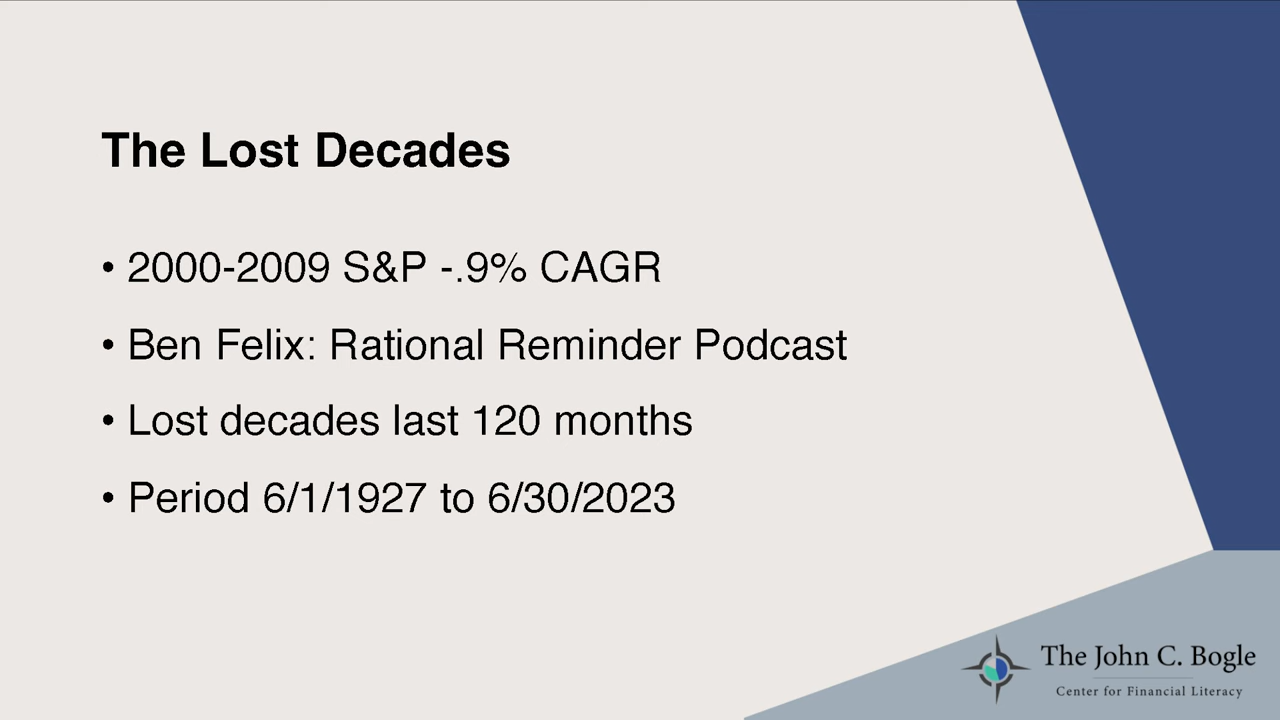 The Lost Decades
• 2000-2009 S&P -.9% CAGR
• Ben Felix: Rational Reminder Podcast
• Lost decades last 120 months
• Period 6/1/1927 to 6/30/2023
The John C. Bogle
Center for Financial Literacy